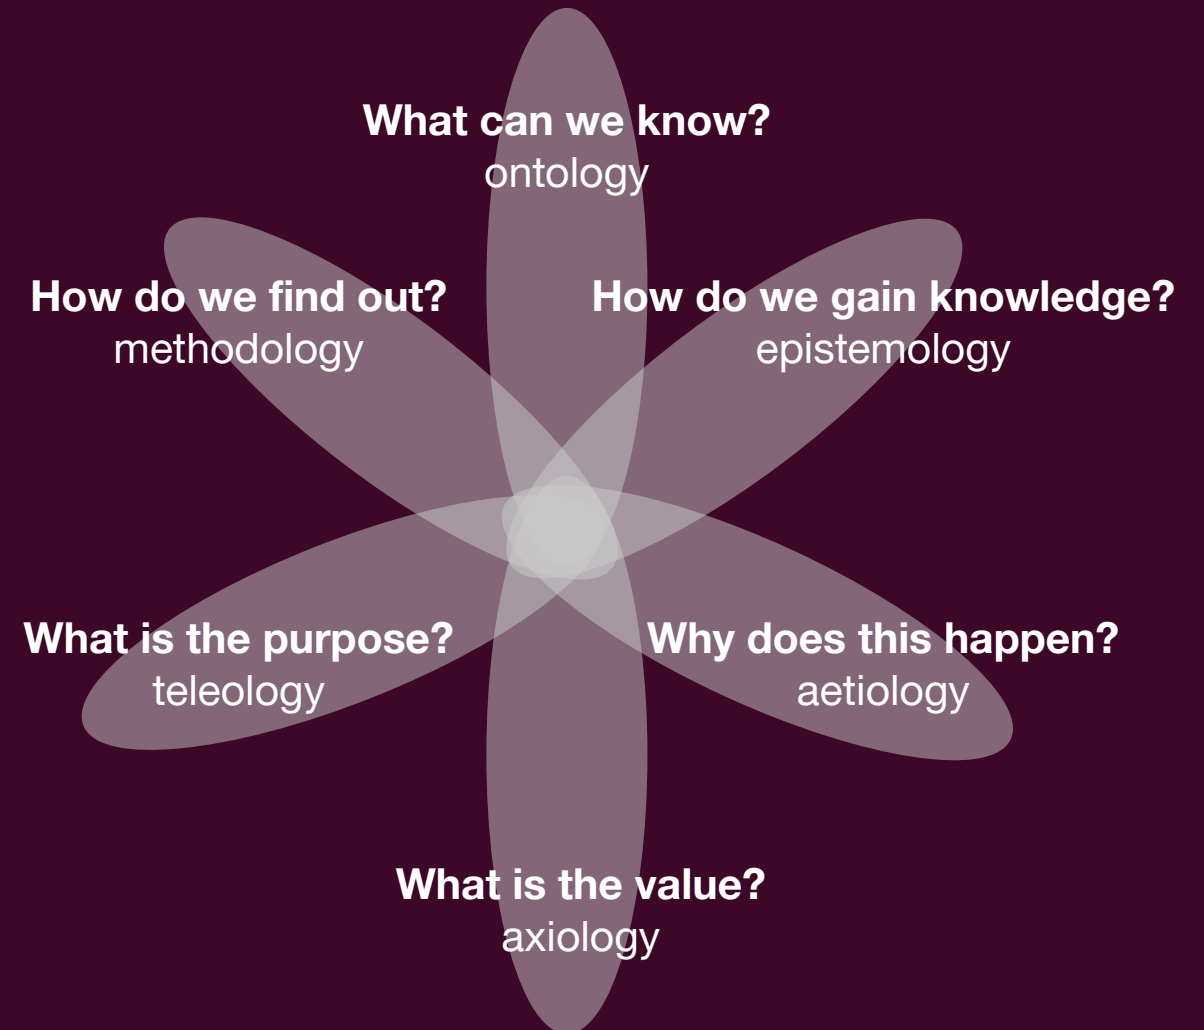 What can we know?
ontology
How do we find out?
methodology
How do we gain knowledge?
epistemology
What is the purpose?
teleology
Why does this happen?
aetiology
What is the value?
axiology